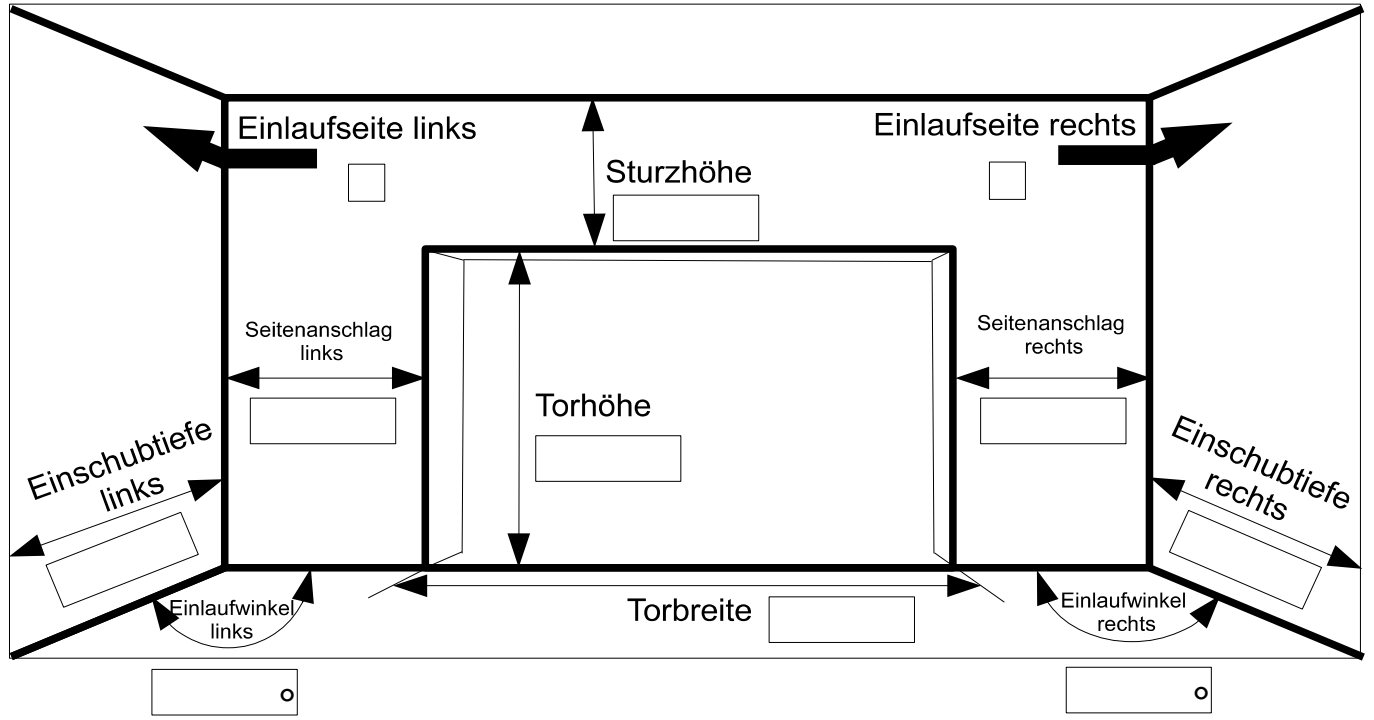 Einlaufseite links
Einlaufseite rechts
Sturzhöhe
Seitenanschlag
links
Seitenanschlag
rechts
Torhöhe
Einschubtiefe
links
Einschubtiefe
rechts
Einlaufwinkel
links
Torbreite
Einlaufwinkel
rechts